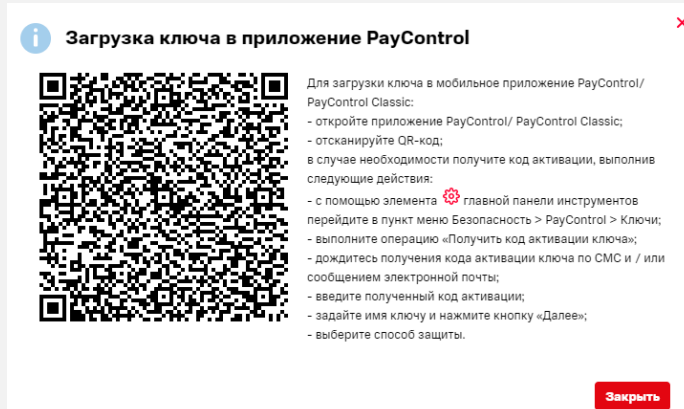 Загрузка ключа в приложение PayControl
Для загрузки ключа в мобильное приложение PayControl/
PayControl Classic:
- откройте приложение PayControl/ PayControl Classic;
- отсканируйте QR-код;
в случае необходимости получите код активации, выполнив
следующие действия:
- с помощью элемента главной панели инструментов
перейдите в пункт меню Безопасность > PayControl > Ключи;
- выполните операцию «Получить код активации ключа»;
- дождитесь получения кода активации ключа по СМС и / или
сообщением электронной почты;
- введите полученный код активации;
- задайте имя ключу и нажмите кнопку «Далее»;
- выберите способ защиты.
Закрыть